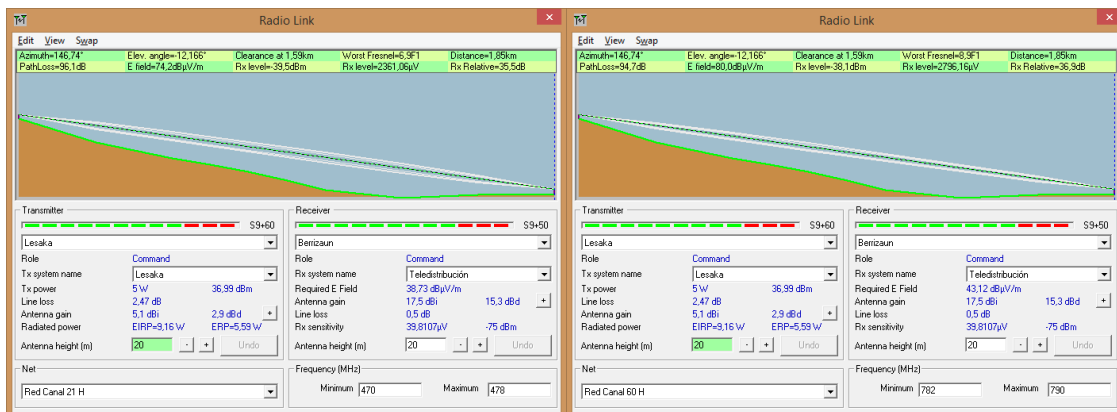 Radio Link
Edit View Swap
Azimuth=146,74° Elev. angle=-12,166° Clearance at 1,59km Worst Fresnel=6,9F1 Distance=1,85km
PathLoss=96,1dB E field=74,2dBµV/m Rx level=-39,5dBm Rx level=2361,06µV Rx Relative=35,5dB
Transmitter
S9+60
Lesaka
Role Command
Tx system name Lesaka
Tx power 5 W 36,99 dBm
Line loss 2,47 dB
Antenna gain 5,1 dBi 2,9 dBd +
Radiated power EIRP=9,16 W ERP=5,59 W
Antenna height (m) 20 - + Undo
Net
Red Canal 21 H
Receiver
S9+50
Berrizaun
Role Command
Rx system name Teledistribución
Required E Field 38,73 dBµV/m
Antenna gain 17,5 dBi 15,3 dBd +
Line loss 0,5 dB
Rx sensitivity 39,8107µV -75 dBm
Antenna height (m) 20 - + Undo
Frequency (MHz)
Minimum 470 Maximum 478
Radio Link
Edit View Swap
Azimuth=146,74° Elev. angle=-12,166° Clearance at 1,59km Worst Fresnel=8,9F1 Distance=1,85km
PathLoss=94,7dB E field=80,0dBµV/m Rx level=-38,1dBm Rx level=2796,16µV Rx Relative=36,9dB
Transmitter
S9+60
Lesaka
Role Command
Tx system name Lesaka
Tx power 5 W 36,99 dBm
Line loss 2,47 dB
Antenna gain 5,1 dBi 2,9 dBd +
Radiated power EIRP=9,16 W ERP=5,59 W
Antenna height (m) 20 - + Undo
Net
Red Canal 60 H
Receiver
S9+50
Berrizaun
Role Command
Rx system name Teledistribución
Required E Field 43,12 dBµV/m
Antenna gain 17,5 dBi 15,3 dBd +
Line loss 0,5 dB
Rx sensitivity 39,8107µV -75 dBm
Antenna height (m) 20 - + Undo
Frequency (MHz)
Minimum 782 Maximum 790